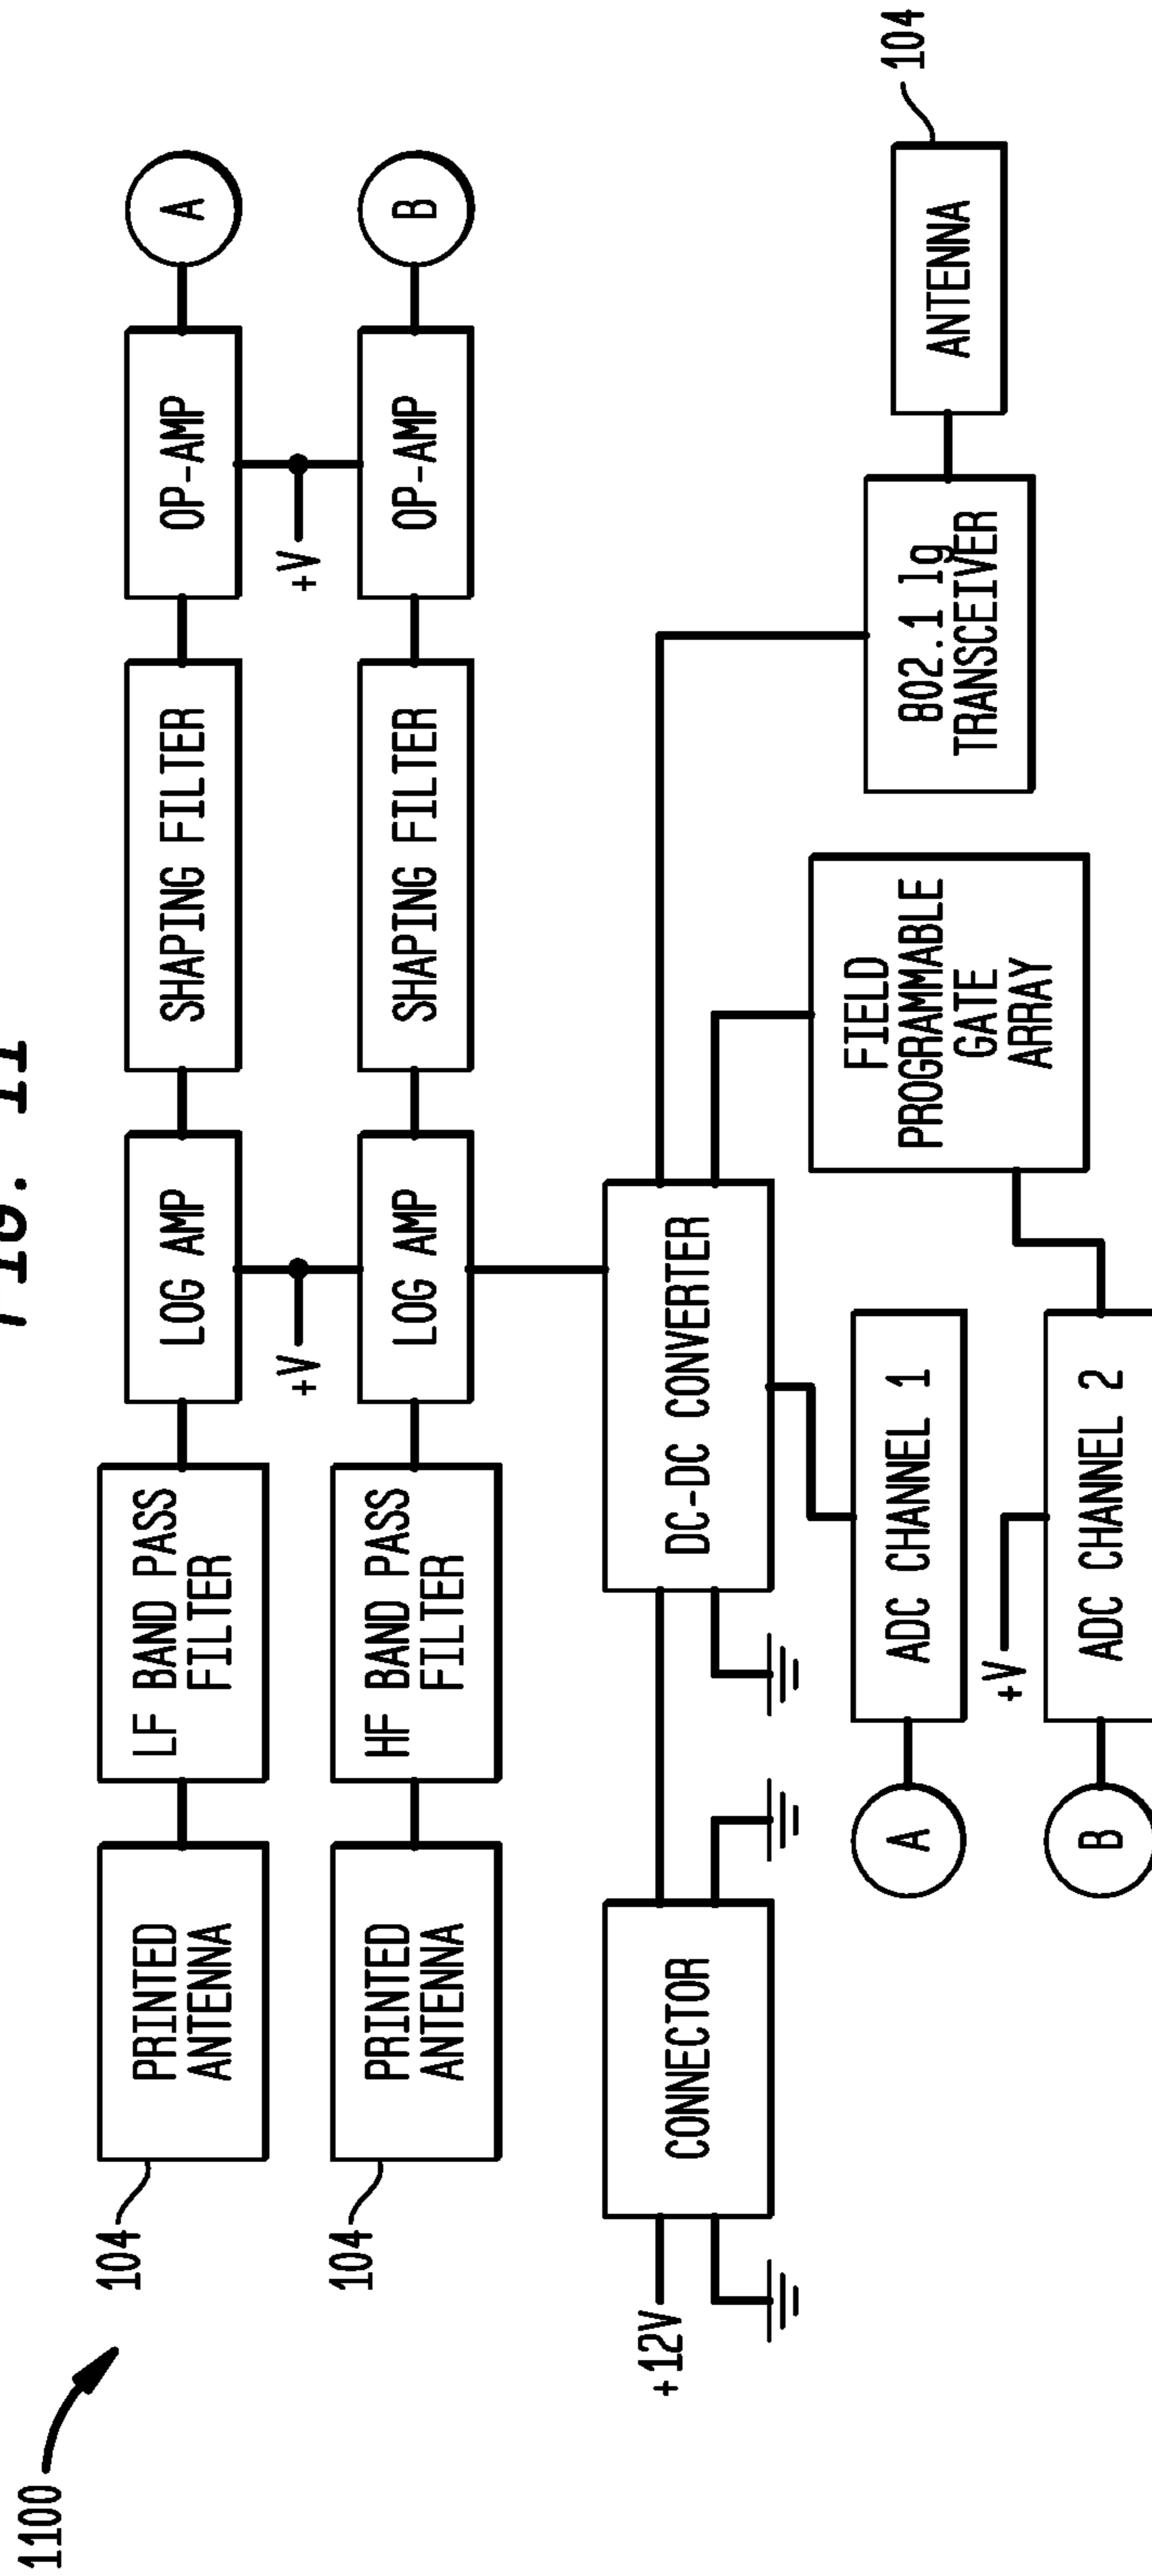 FIG. 11
1100
104
PRINTED
ANTENNA
LF BAND PASS
FILTER
LOG AMP
SHAPING FILTER
OP-AMP
A
+V
+V
104
PRINTED
ANTENNA
HF BAND PASS
FILTER
LOG AMP
SHAPING FILTER
OP-AMP
B
+12V
CONNECTOR
DC-DC CONVERTER
A
ADC CHANNEL 1
+V
B
ADC CHANNEL 2
FIELD
PROGRAMMABLE
GATE
ARRAY
802.1 1g
TRANSCEIVER
ANTENNA
104